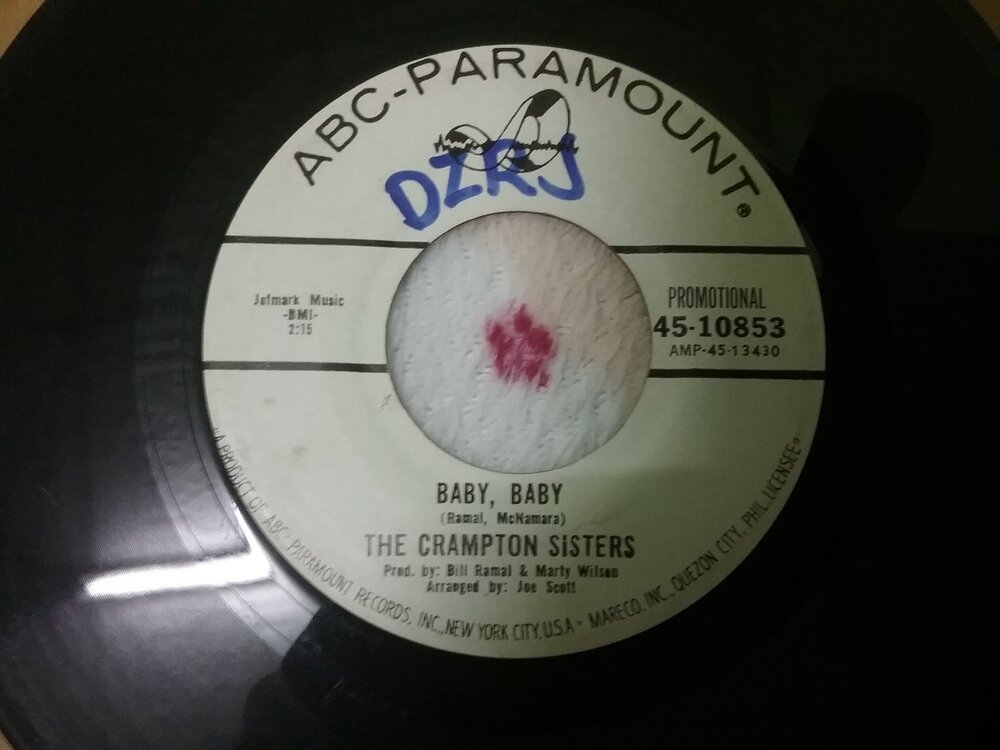 ABC-PARAMOUNT®
DZRJ
Jefmark Music
-BMI-
2:15
PROMOTIONAL
45-10853
AMP-45-13430
BABY, BABY
(Ramal, McNamara)
THE CRAMPTON SISTERS
Prod. by: Bill Ramal & Marty Wilson
Arranged by: Joe Scott
"A PRODUCT OF ABC PARAMOUNT RECORDS, INC., NEW YORK CITY, U.S.A - MARECO, INC., QUEZON CITY, PHIL. LICENSEE"